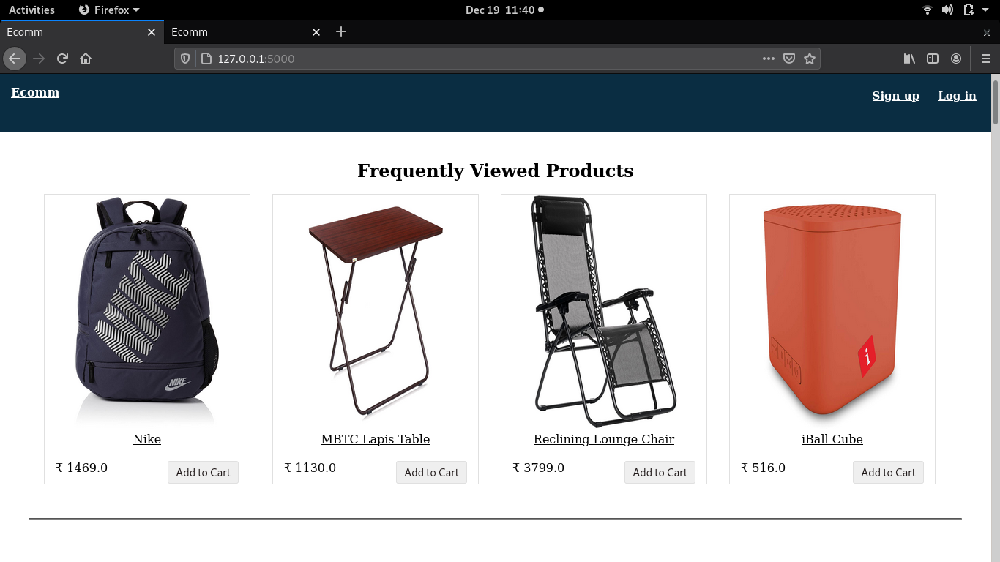 Activities Firefox Dec 19 11:40
Ecomm Ecomm
127.0.0.1:5000
Ecomm Sign up Log in
Frequently Viewed Products
NIKE
i
Nike MBTC Lapis Table Reclining Lounge Chair iBall Cube
₹ 1469.0 Add to Cart ₹ 1130.0 Add to Cart ₹ 3799.0 Add to Cart ₹ 516.0 Add to Cart